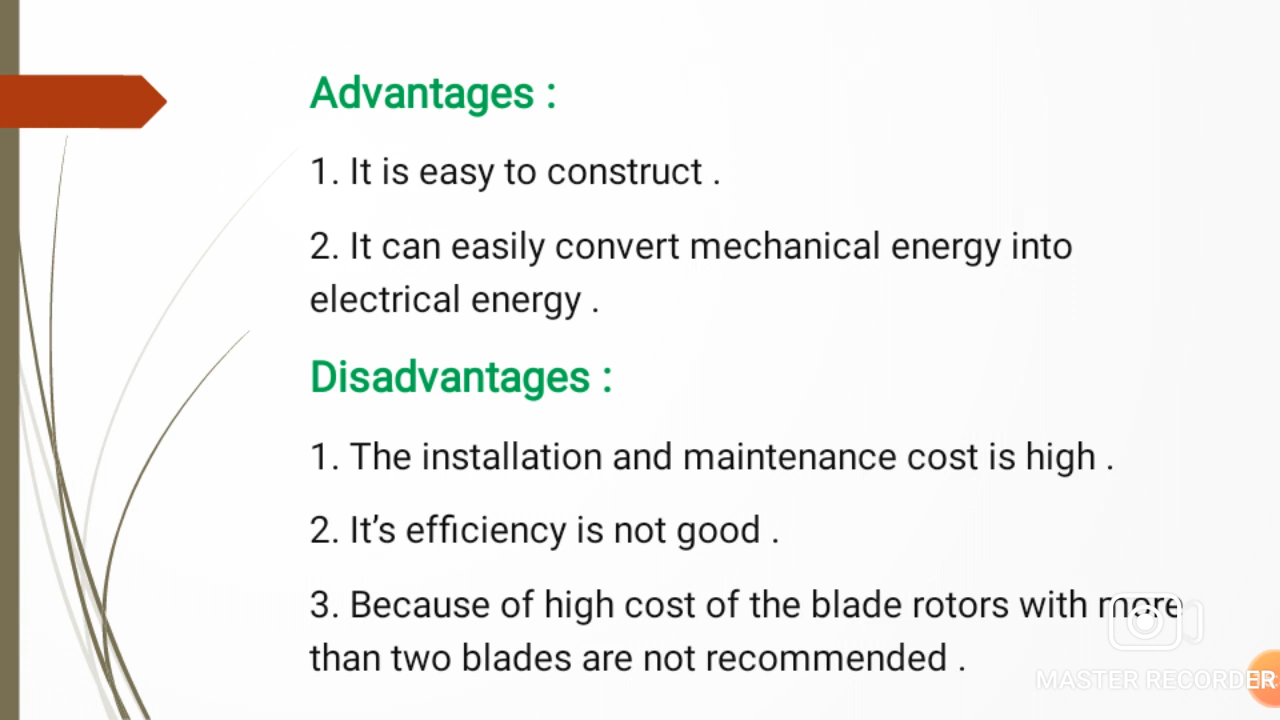 Advantages :
1. It is easy to construct .
2. It can easily convert mechanical energy into
electrical energy .
Disadvantages :
1. The installation and maintenance cost is high .
2. It’s efficiency is not good .
3. Because of high cost of the blade rotors with more
than two blades are not recommended .
MASTER RECORDER